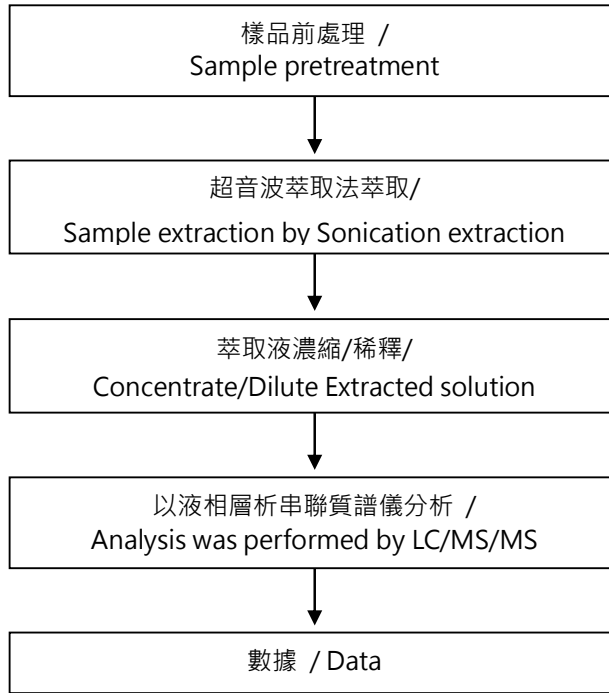 樣品前處理 /
Sample pretreatment
超音波萃取法萃取/
Sample extraction by Sonication extraction
萃取液濃縮/稀釋/
Concentrate/Dilute Extracted solution
以液相層析串聯質譜儀分析 /
Analysis was performed by LC/MS/MS
數據 / Data